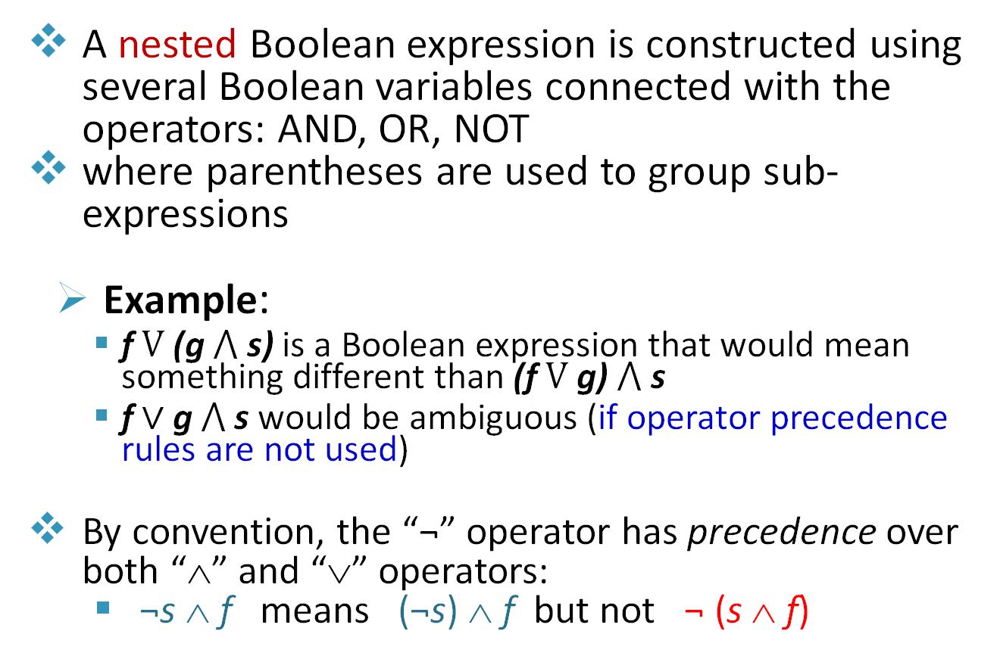 ❖ A nested Boolean expression is constructed using
several Boolean variables connected with the
operators: AND, OR, NOT
❖ where parentheses are used to group sub-
expressions
➢ Example:
▪ f V (g ⋀ s) is a Boolean expression that would mean
something different than (f V g) ⋀ s
▪ f ∨ g ⋀ s would be ambiguous (if operator precedence
rules are not used)
❖ By convention, the “¬” operator has precedence over
both “∧” and “∨” operators:
▪ ¬s ∧ f means (¬s) ∧ f but not ¬ (s ∧ f)